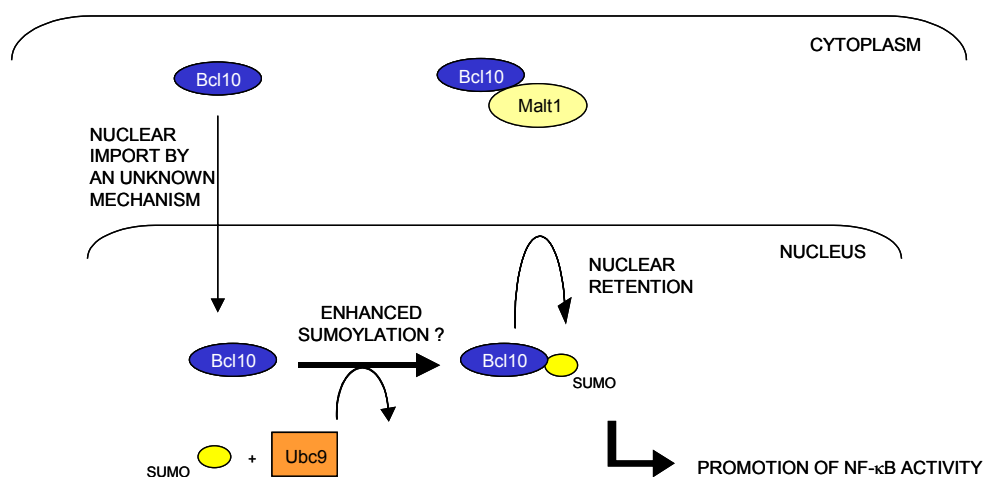 CYTOPLASM
Bcl10
Bcl10
Malt1
NUCLEAR
IMPORT BY
AN UNKNOWN
MECHANISM
NUCLEUS
NUCLEAR
RETENTION
ENHANCED
SUMOYLATION ?
Bcl10
Bcl10
SUMO
SUMO + Ubc9
PROMOTION OF NF-κB ACTIVITY